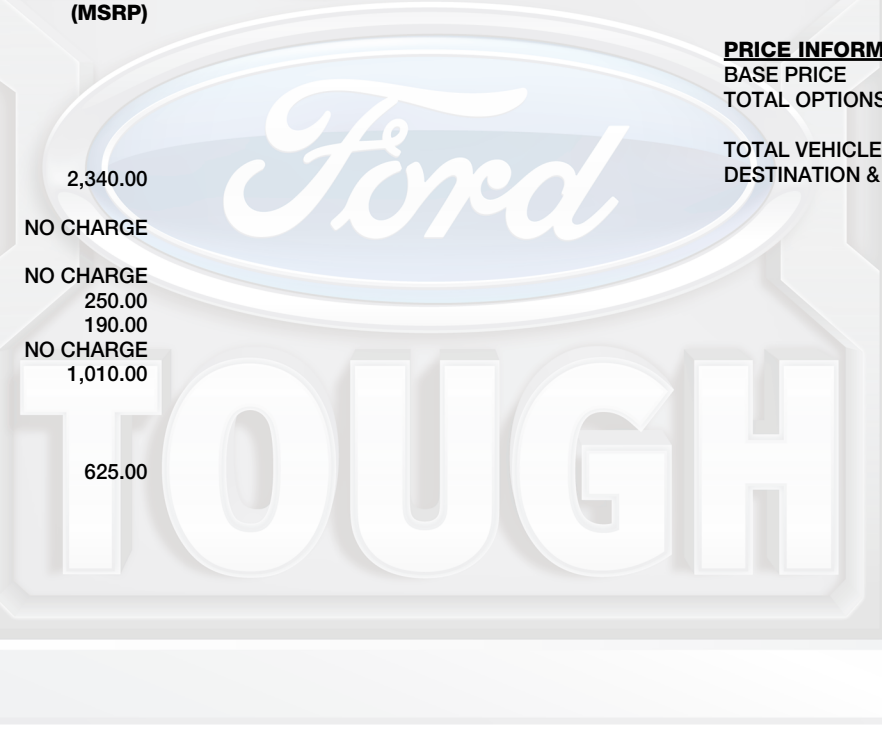 (MSRP)
2,340.00
NO CHARGE
NO CHARGE
250.00
190.00
NO CHARGE
1,010.00
625.00
PRICE INFORM
BASE PRICE
TOTAL OPTIONS
TOTAL VEHICLE
DESTINATION &
Ford
TOUGH